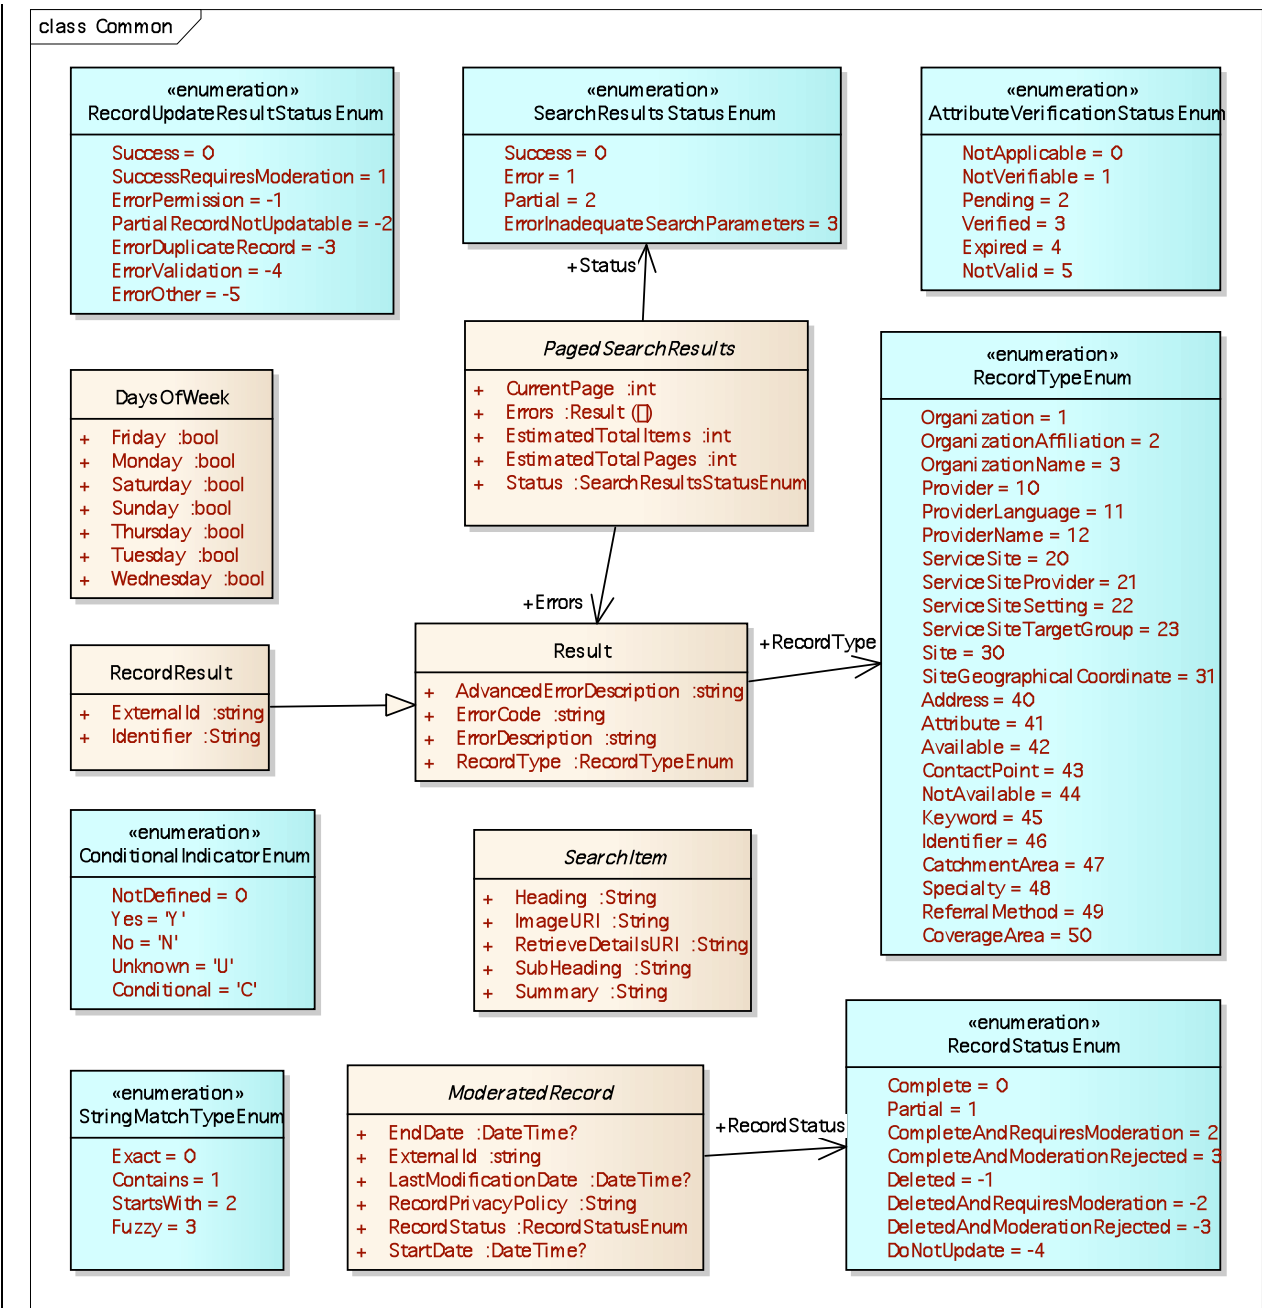 class Common
«enumeration»
RecordUpdateResultStatusEnum
Success = 0
SuccessRequiresModeration = 1
ErrorPermission = -1
PartialRecordNotUpdatable = -2
ErrorDuplicateRecord = -3
ErrorValidation = -4
ErrorOther = -5
«enumeration»
SearchResultsStatusEnum
Success = 0
Error = 1
Partial = 2
ErrorInadequateSearchParameters = 3
«enumeration»
AttributeVerificationStatusEnum
NotApplicable = 0
NotVerifiable = 1
Pending = 2
Verified = 3
Expired = 4
NotValid = 5
+Status
PagedSearchResults
+ CurrentPage :int
+ Errors :Result ([])
+ EstimatedTotalItems :int
+ EstimatedTotalPages :int
+ Status :SearchResultsStatusEnum
«enumeration»
RecordTypeEnum
Organization = 1
OrganizationAffiliation = 2
OrganizationName = 3
Provider = 10
ProviderLanguage = 11
ProviderName = 12
ServiceSite = 20
ServiceSiteProvider = 21
ServiceSiteSetting = 22
ServiceSiteTargetGroup = 23
Site = 30
SiteGeographicalCoordinate = 31
Address = 40
Attribute = 41
Available = 42
ContactPoint = 43
NotAvailable = 44
Keyword = 45
Identifier = 46
CatchmentArea = 47
Specialty = 48
ReferralMethod = 49
CoverageArea = 50
DaysOfWeek
+ Friday :bool
+ Monday :bool
+ Saturday :bool
+ Sunday :bool
+ Thursday :bool
+ Tuesday :bool
+ Wednesday :bool
+Errors
Result
+ AdvancedErrorDescription :string
+ ErrorCode :string
+ ErrorDescription :string
+ RecordType :RecordTypeEnum
+RecordType
RecordResult
+ ExternalId :string
+ Identifier :String
«enumeration»
ConditionalIndicatorEnum
NotDefined = 0
Yes = 'Y'
No = 'N'
Unknown = 'U'
Conditional = 'C'
SearchItem
+ Heading :String
+ ImageURI :String
+ RetrieveDetailsURI :String
+ SubHeading :String
+ Summary :String
«enumeration»
StringMatchTypeEnum
Exact = 0
Contains = 1
StartsWith = 2
Fuzzy = 3
ModeratedRecord
+ EndDate :DateTime?
+ ExternalId :string
+ LastModificationDate :DateTime?
+ RecordPrivacyPolicy :String
+ RecordStatus :RecordStatusEnum
+ StartDate :DateTime?
+RecordStatus
«enumeration»
RecordStatusEnum
Complete = 0
Partial = 1
CompleteAndRequiresModeration = 2
CompleteAndModerationRejected = 3
Deleted = -1
DeletedAndRequiresModeration = -2
DeletedAndModerationRejected = -3
DoNotUpdate = -4